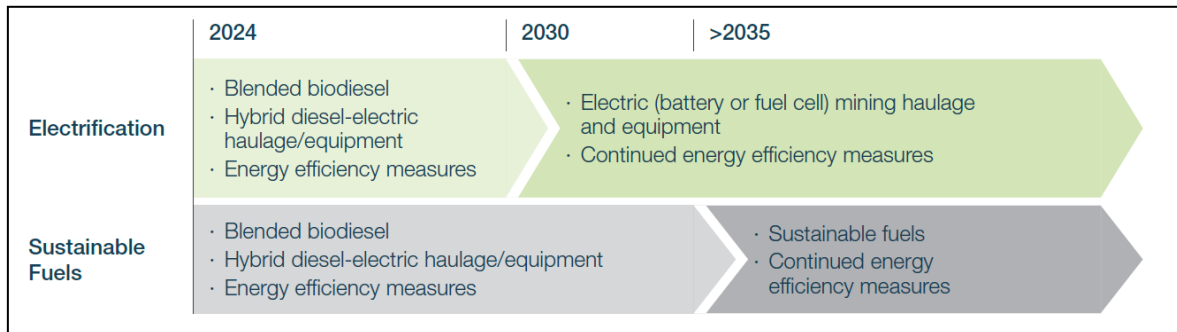 2024
2030
>2035
Electrification
· Blended biodiesel
· Hybrid diesel-electric
haulage/equipment
· Energy efficiency measures
· Electric (battery or fuel cell) mining haulage
and equipment
· Continued energy efficiency measures
Sustainable
Fuels
· Blended biodiesel
· Hybrid diesel-electric haulage/equipment
· Energy efficiency measures
· Sustainable fuels
· Continued energy
efficiency measures